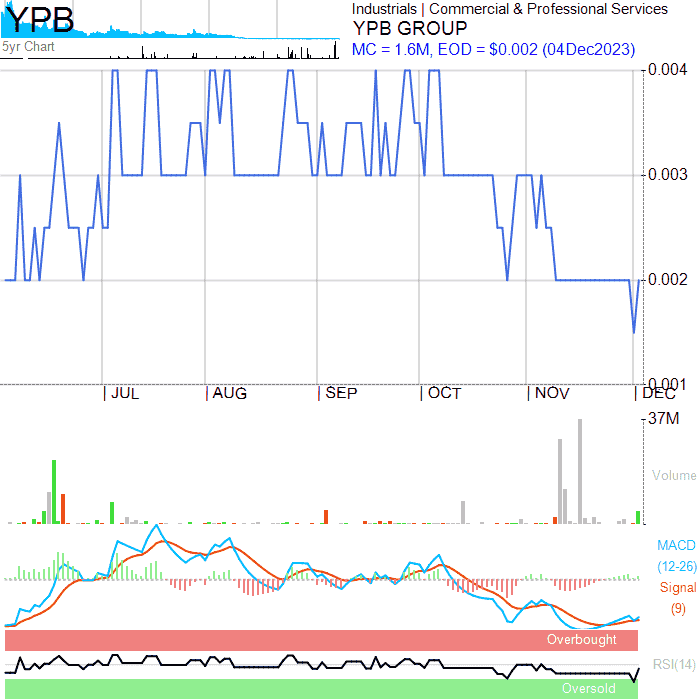 YPB
5yr Chart
Industrials | Commercial & Professional Services
YPB GROUP
MC = 1.6M, EOD = $0.002 (04Dec2023)
0.004
0.003
0.002
0.001
JUL
AUG
SEP
OCT
NOV
DEC
37M
Volume
MACD
(12-26)
Signal
(9)
Overbought
RSI(14)
Oversold